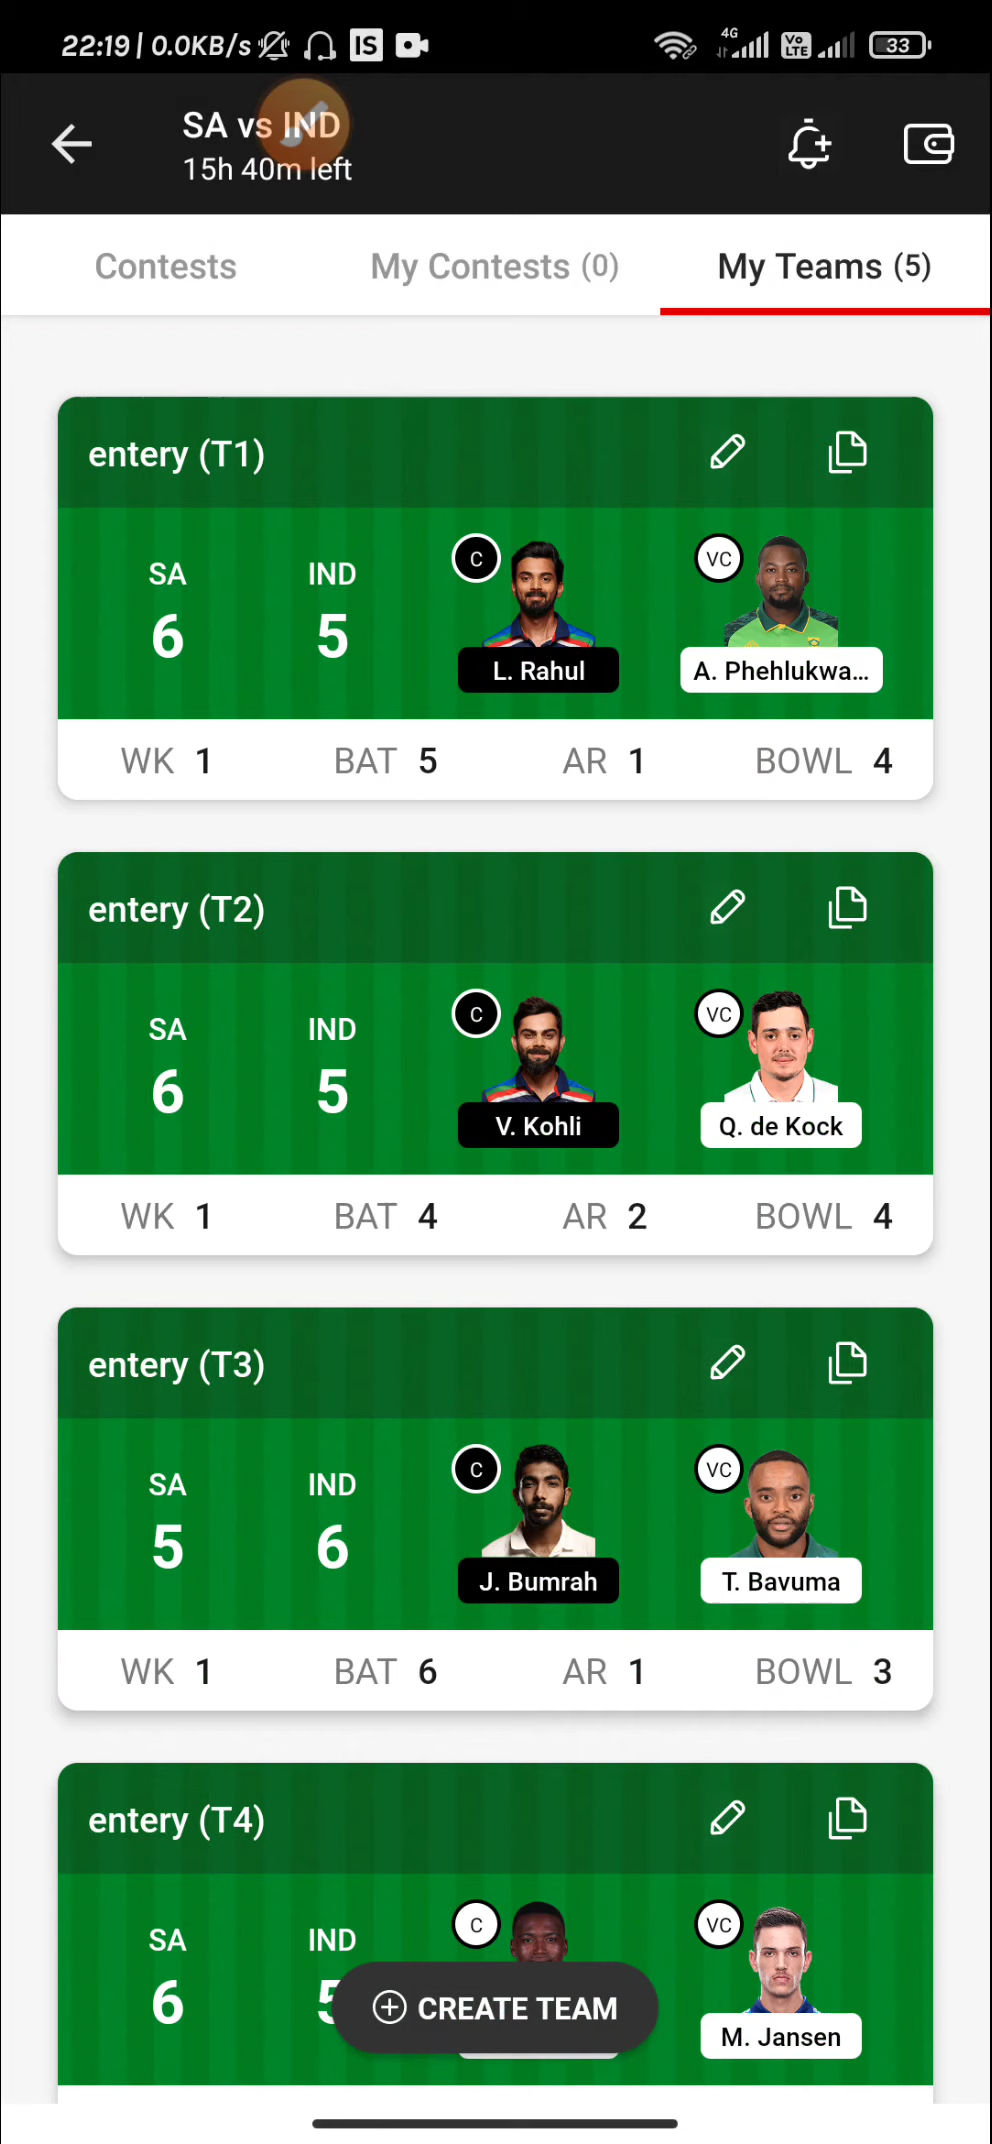 22:19 | 0.0KB/s IS 4G Vo LTE 33
SA vs IND
15h 40m left
Contests My Contests (0) My Teams (5)
entery (T1)
SA IND C VC
6 5
L. Rahul A. Phehlukwa...
WK 1 BAT 5 AR 1 BOWL 4
entery (T2)
SA IND C VC
6 5
V. Kohli Q. de Kock
WK 1 BAT 4 AR 2 BOWL 4
entery (T3)
SA IND C VC
5 6
J. Bumrah T. Bavuma
WK 1 BAT 6 AR 1 BOWL 3
entery (T4)
SA IND C VC
6 5
CREATE TEAM
M. Jansen